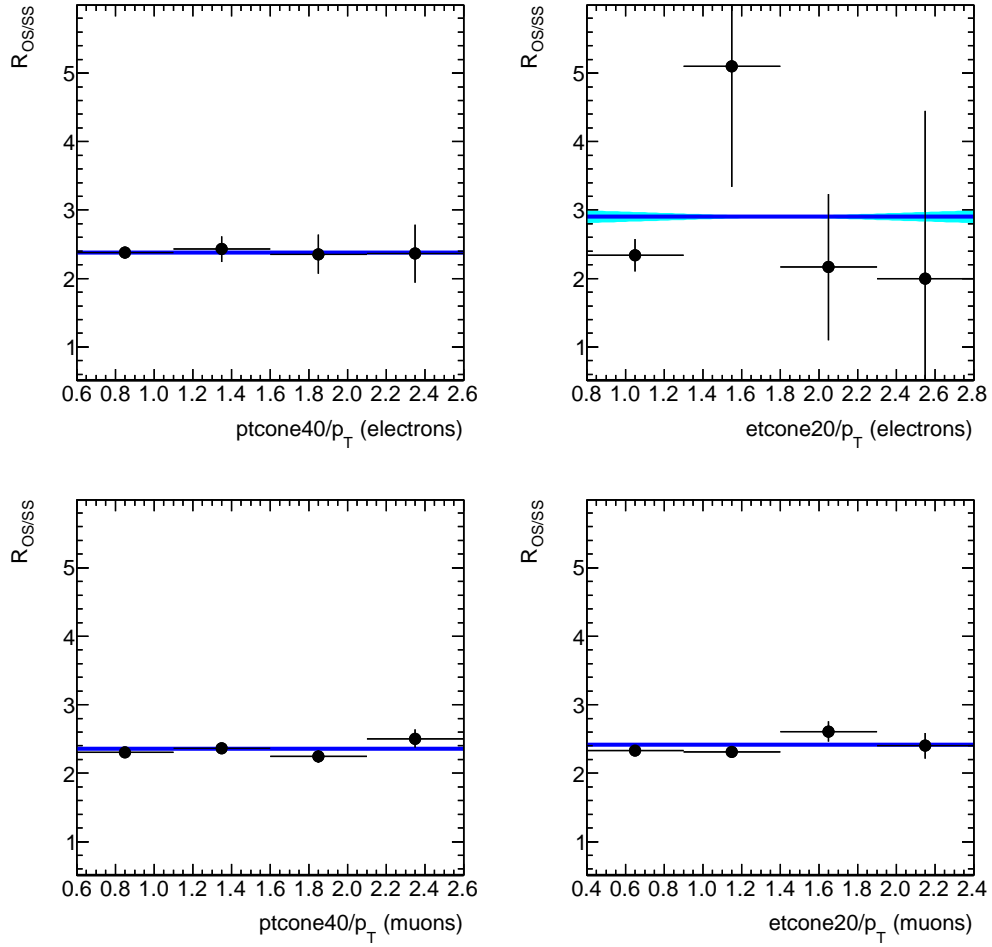 R_OS/SS
5
4
3
2
1
0.6 0.8 1.0 1.2 1.4 1.6 1.8 2.0 2.2 2.4 2.6
ptcone40/p_T (electrons)
R_OS/SS
5
4
3
2
1
0.8 1.0 1.2 1.4 1.6 1.8 2.0 2.2 2.4 2.6 2.8
etcone20/p_T (electrons)
R_OS/SS
5
4
3
2
1
0.6 0.8 1.0 1.2 1.4 1.6 1.8 2.0 2.2 2.4 2.6
ptcone40/p_T (muons)
R_OS/SS
5
4
3
2
1
0.4 0.6 0.8 1.0 1.2 1.4 1.6 1.8 2.0 2.2 2.4
etcone20/p_T (muons)